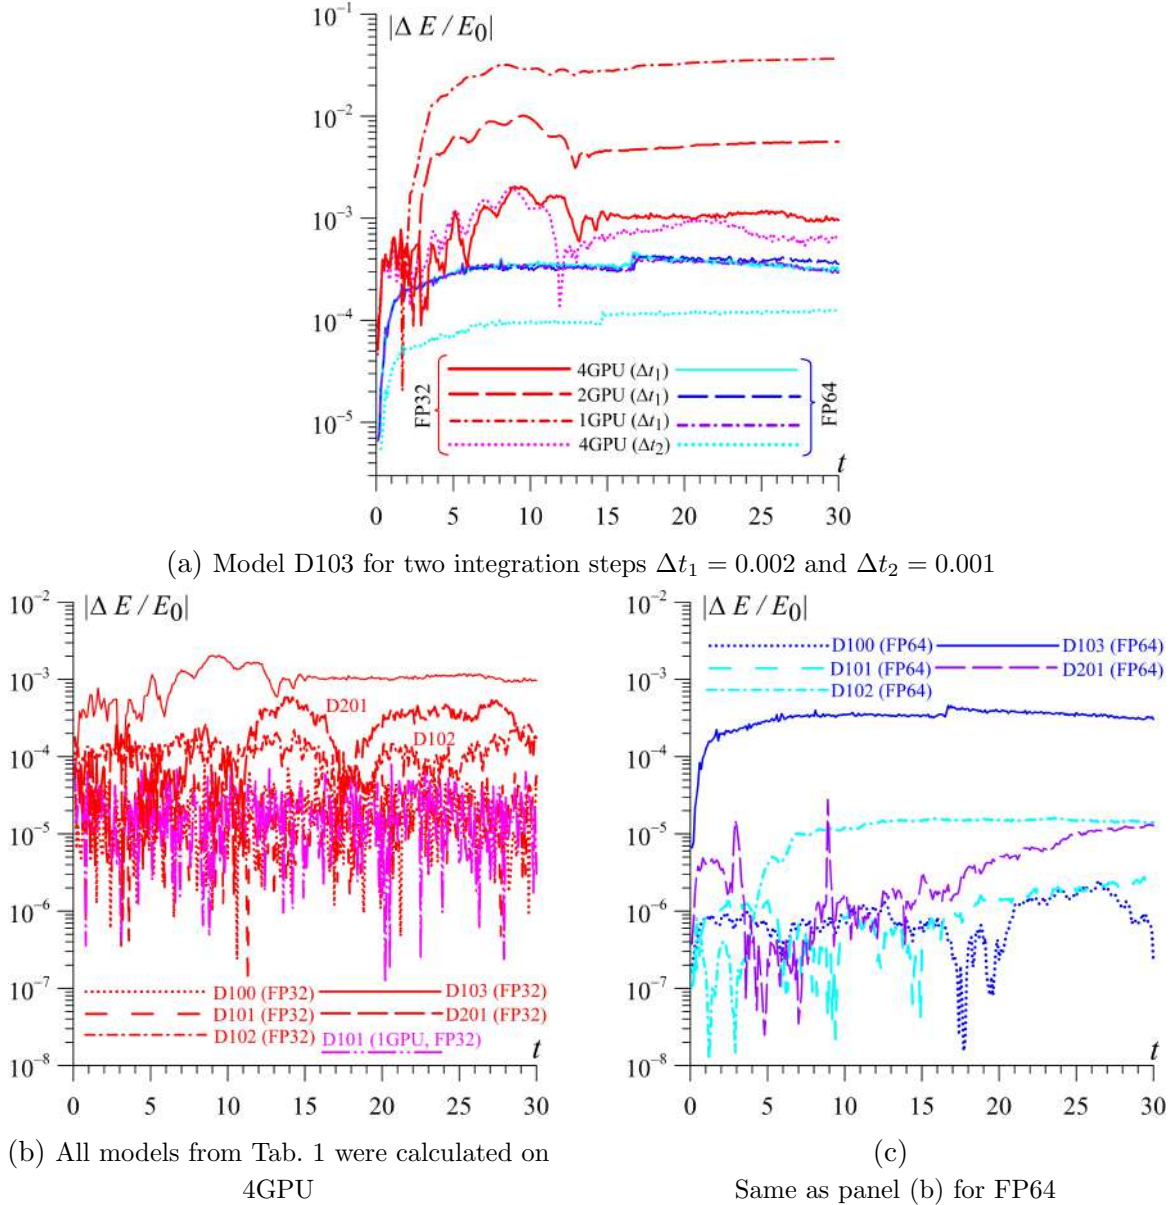 10⁻¹ |Δ E / E₀|
10⁻²
10⁻³
10⁻⁴
10⁻⁵
FP32
4GPU (Δt₁)
2GPU (Δt₁)
1GPU (Δt₁)
4GPU (Δt₂)
FP64
t
0 5 10 15 20 25 30
(a) Model D103 for two integration steps Δt₁ = 0.002 and Δt₂ = 0.001
10⁻² |Δ E / E₀|
10⁻³
D201
10⁻⁴
D102
10⁻⁵
10⁻⁶
10⁻⁷
D100 (FP32) D103 (FP32)
D101 (FP32) D201 (FP32)
D102 (FP32) D101 (1GPU, FP32)
t
10⁻⁸
0 5 10 15 20 25 30
(b) All models from Tab. 1 were calculated on
4GPU
10⁻² |Δ E / E₀|
D100 (FP64) D103 (FP64)
D101 (FP64) D201 (FP64)
D102 (FP64)
10⁻³
10⁻⁴
10⁻⁵
10⁻⁶
10⁻⁷
t
10⁻⁸
0 5 10 15 20 25 30
(c)
Same as panel (b) for FP64